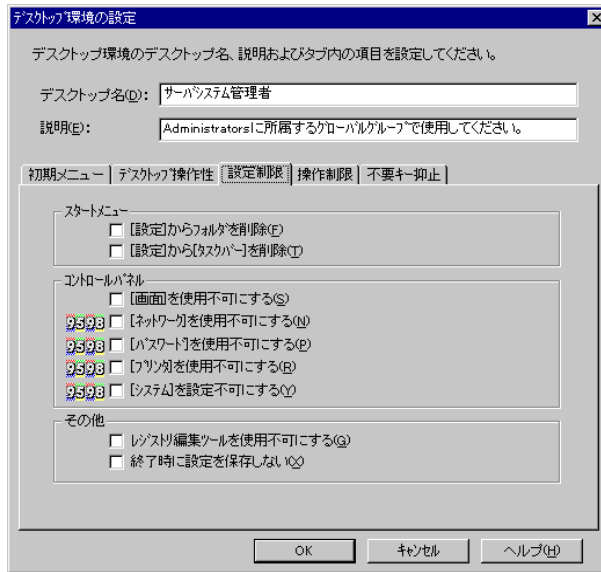 ﾃﾞｽｸﾄｯﾌﾟ環境の設定
デスクトップ環境のデスクトップ名、説明およびタブ内の項目を設定してください。
デスクトップ名(D): ｻｰﾊﾞｼｽﾃﾑ管理者
説明(E): Administratorsに所属するｸﾞﾛｰﾊﾞﾙｸﾞﾙｰﾌﾟで使用してください。
初期メニュー ﾃﾞｽｸﾄｯﾌﾟ操作性 設定制限 操作制限 不要キー抑止
ｽﾀｰﾄﾒﾆｭｰ
[設定]からﾌｫﾙﾀﾞを削除(F)
[設定]から[ﾀｽｸﾊﾞｰ]を削除(T)
ｺﾝﾄﾛｰﾙﾊﾟﾈﾙ
[画面]を使用不可にする(S)
9598 [ﾈｯﾄﾜｰｸ]を使用不可にする(N)
9598 [ﾊﾟｽﾜｰﾄﾞ]を使用不可にする(P)
9598 [ﾌﾟﾘﾝﾀ]を使用不可にする(R)
9598 [ｼｽﾃﾑ]を設定不可にする(Y)
その他
ﾚｼﾞｽﾄﾘ編集ﾂｰﾙを使用不可にする(G)
終了時に設定を保存しない(X)
OK ｷｬﾝｾﾙ ヘルプ(H)